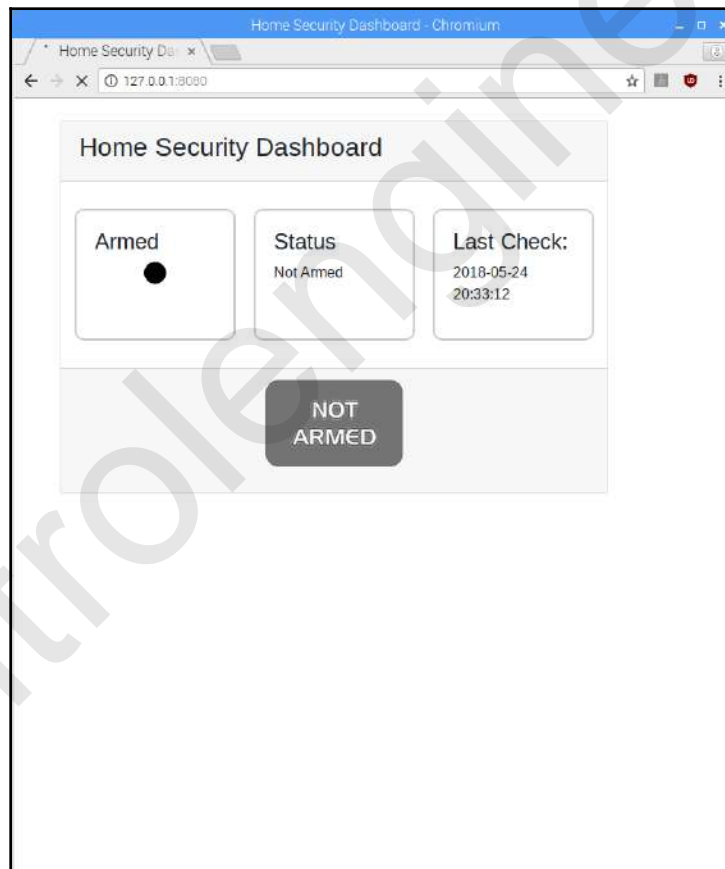 Home Security Dashboard - Chromium
Home Security Da
127.0.0.1:8080
Home Security Dashboard
Armed
Status
Not Armed
Last Check:
2018-05-24
20:33:12
NOT
ARMED
trolengine